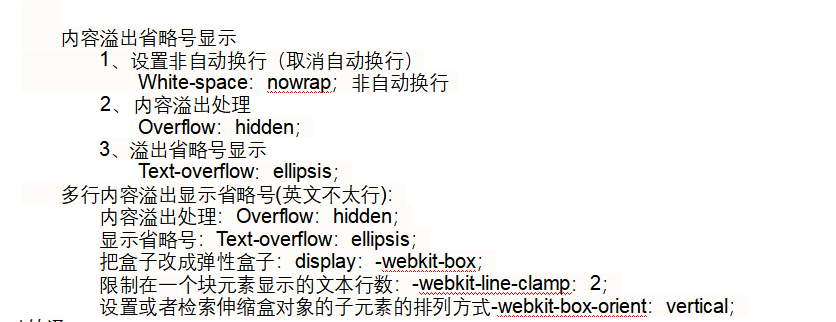 内容溢出省略号显示
1、设置非自动换行（取消自动换行）
White-space：nowrap；非自动换行
2、 内容溢出处理
Overflow：hidden；
3、溢出省略号显示
Text-overflow：ellipsis；
多行内容溢出显示省略号(英文不太行)：
内容溢出处理：Overflow：hidden；
显示省略号：Text-overflow：ellipsis；
把盒子改成弹性盒子：display：-webkit-box；
限制在一个块元素显示的文本行数：-webkit-line-clamp：2；
设置或者检索伸缩盒对象的子元素的排列方式-webkit-box-orient：vertical；